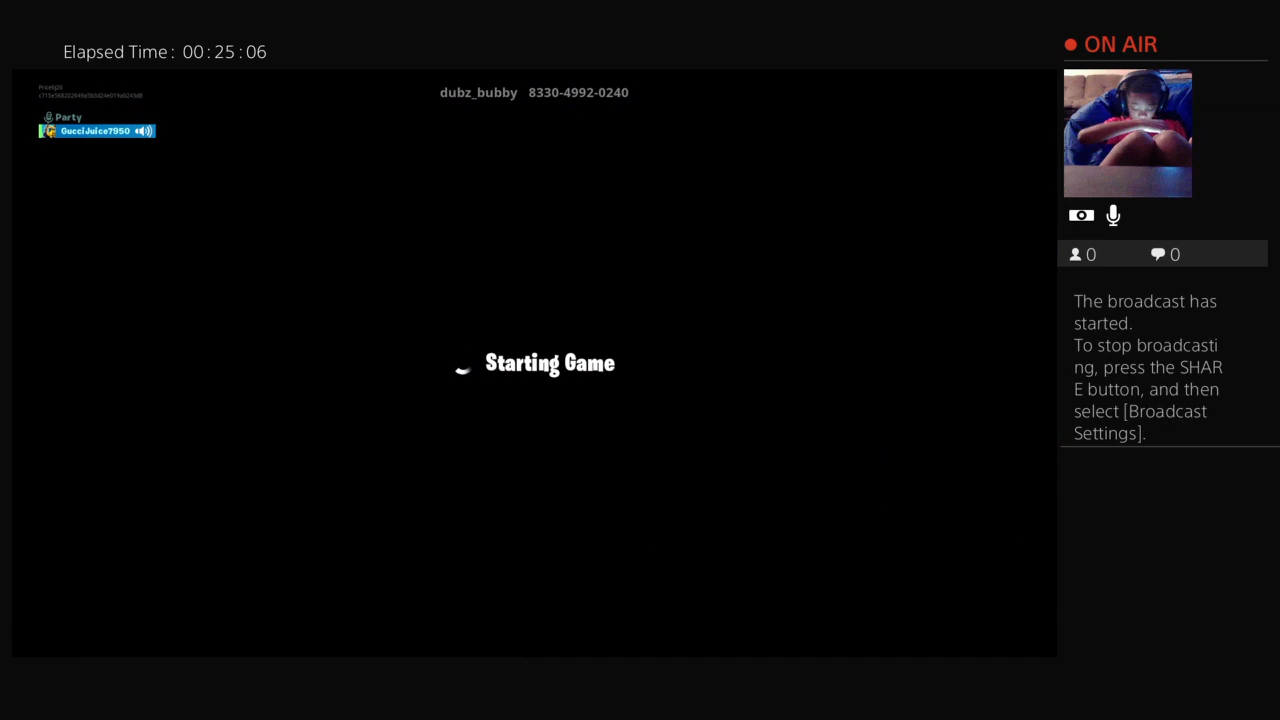 Elapsed Time: 00:25:06
ON AIR
Pricebj20
dubz_bubby 8330-4992-0240
Party
GucciJuice7950
0 0
The broadcast has
started.
To stop broadcasti
ng, press the SHAR
E button, and then
select [Broadcast
Settings].
Starting Game